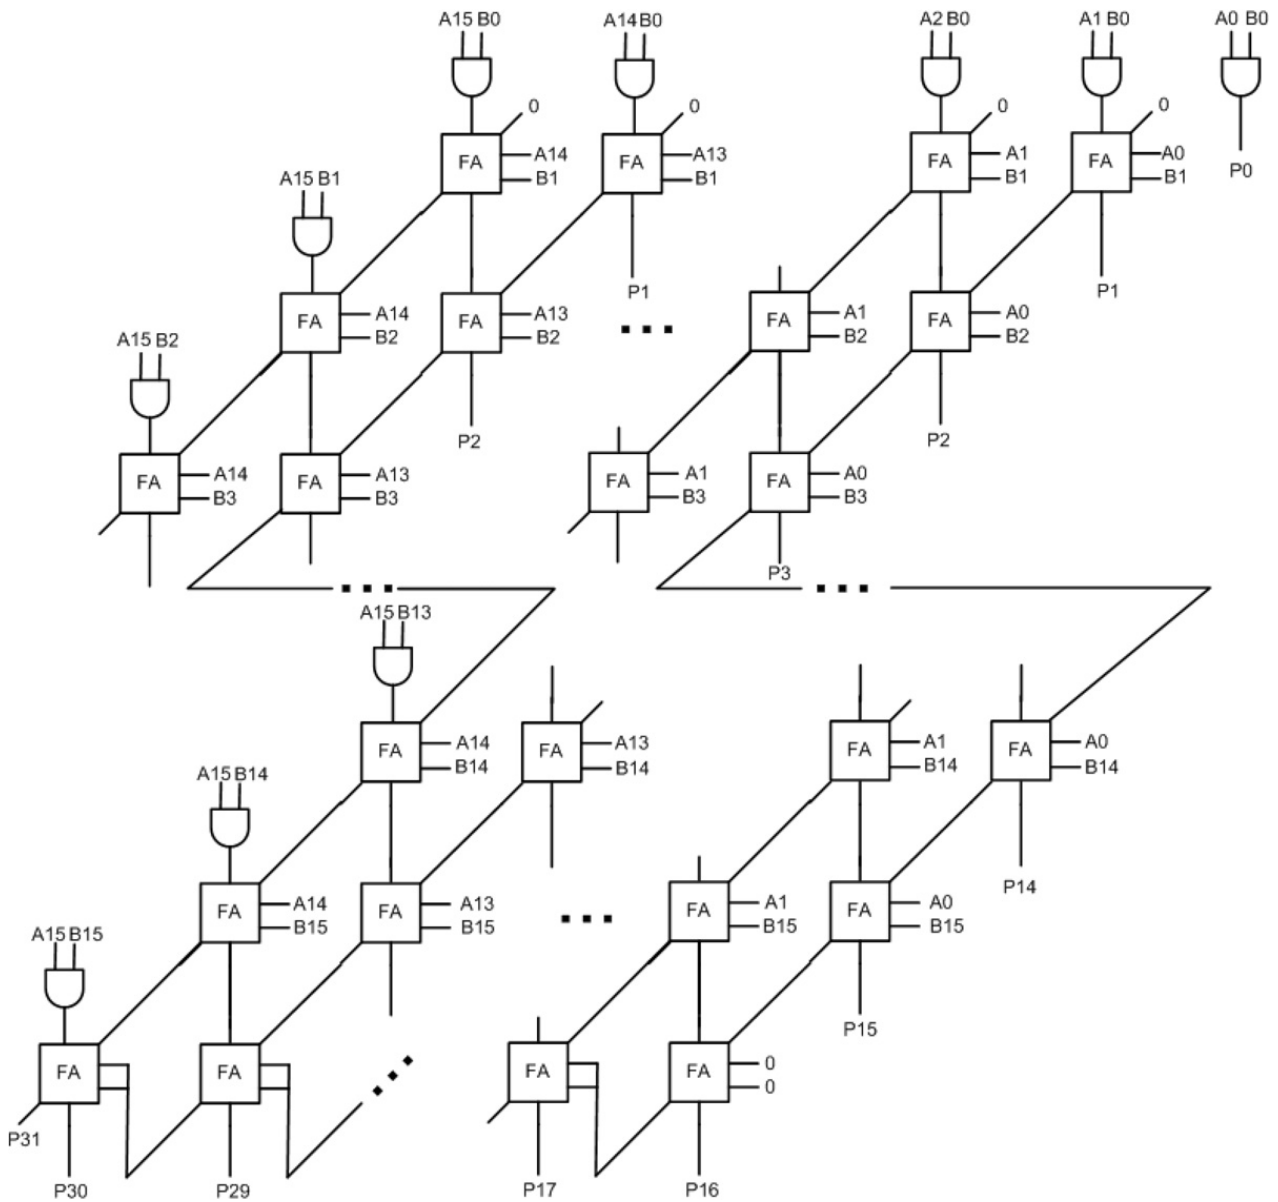 A15 B0 A14B0 A2 B0 A1 B0 A0 B0
0 0 0 0
FA A14 FA A13 FA A1 FA A0
B1 B1 B1 B1
P0
A15 B1
P1 P1
FA A14 FA A13 FA A1 FA A0
B2 B2 B2 B2
A15 B2
P2 P2
FA A14 FA A13 FA A1 FA A0
B3 B3 B3 B3
P3
A15 B13
FA A14 FA A13 FA A1 FA A0
B14 B14 B14 B14
A15 B14
P14
FA A14 FA A13 FA A1 FA A0
B15 B15 B15 B15
A15 B15
P15
FA FA FA FA 0
0
P31
P30 P29 P17 P16